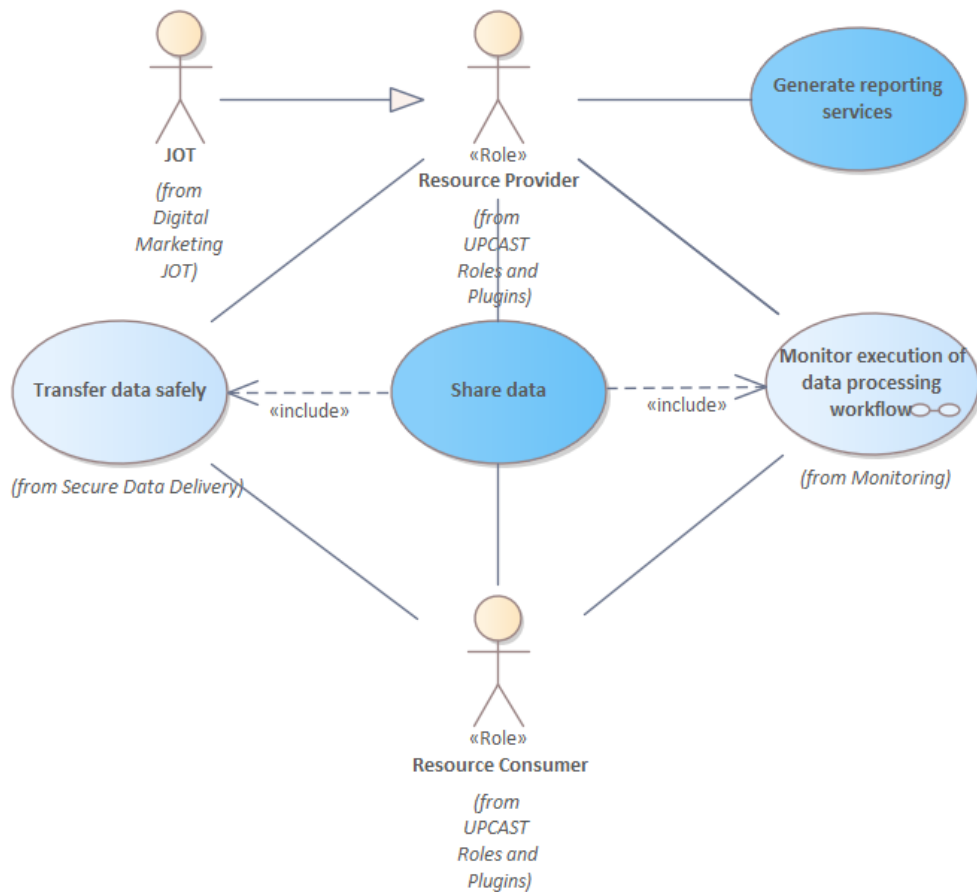 Generate reporting
services
JOT
(from
Digital
Marketing
JOT)
«Role»
Resource Provider
(from
UPCAST
Roles and
Plugins)
Transfer data safely
(from Secure Data Delivery)
«include»
Share data
«include»
Monitor execution of
data processing
workflow
(from Monitoring)
«Role»
Resource Consumer
(from
UPCAST
Roles and
Plugins)